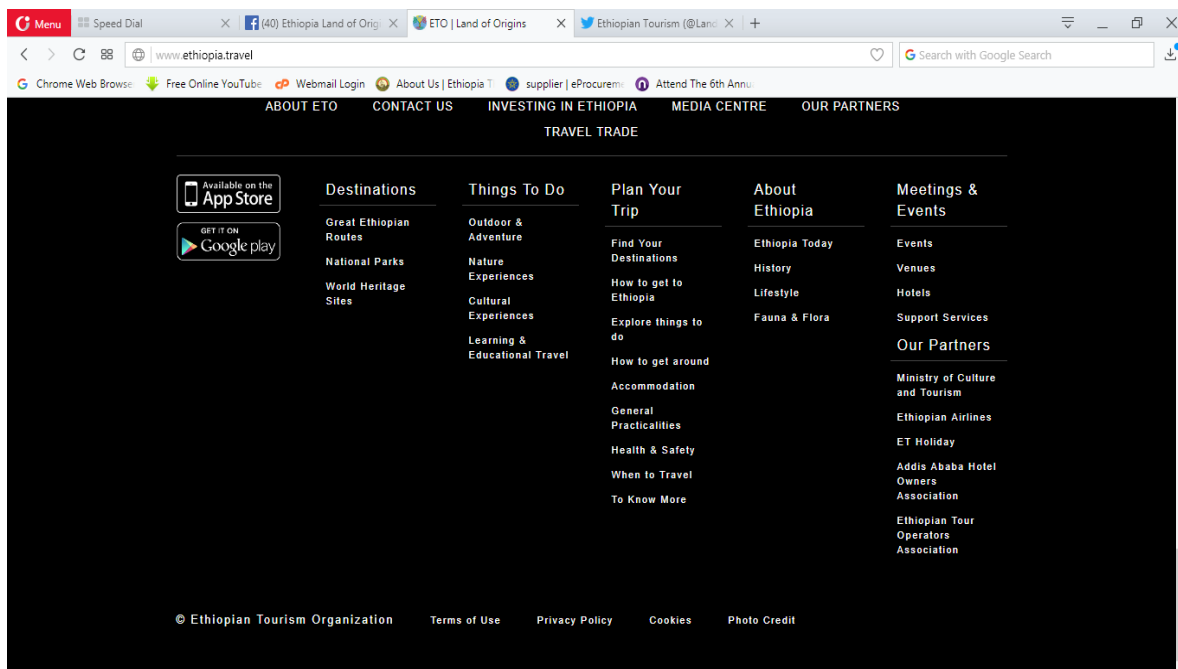 Menu
Speed Dial
(40) Ethiopia Land of Origi
ETO | Land of Origins
Ethiopian Tourism (@Land
www.ethiopia.travel
Search with Google Search
Chrome Web Browse
Free Online YouTube
Webmail Login
About Us | Ethiopia T
supplier | eProcureme
Attend The 6th Annu
ABOUT ETO
CONTACT US
INVESTING IN ETHIOPIA
MEDIA CENTRE
OUR PARTNERS
TRAVEL TRADE
Available on the
App Store
GET IT ON
Google play
Destinations
Great Ethiopian
Routes
National Parks
World Heritage
Sites
Things To Do
Outdoor &
Adventure
Nature
Experiences
Cultural
Experiences
Learning &
Educational Travel
Plan Your
Trip
Find Your
Destinations
How to get to
Ethiopia
Explore things to
do
How to get around
Accommodation
General
Practicalities
Health & Safety
When to Travel
To Know More
About
Ethiopia
Ethiopia Today
History
Lifestyle
Fauna & Flora
Meetings &
Events
Events
Venues
Hotels
Support Services
Our Partners
Ministry of Culture
and Tourism
Ethiopian Airlines
ET Holiday
Addis Ababa Hotel
Owners
Association
Ethiopian Tour
Operators
Association
© Ethiopian Tourism Organization
Terms of Use
Privacy Policy
Cookies
Photo Credit